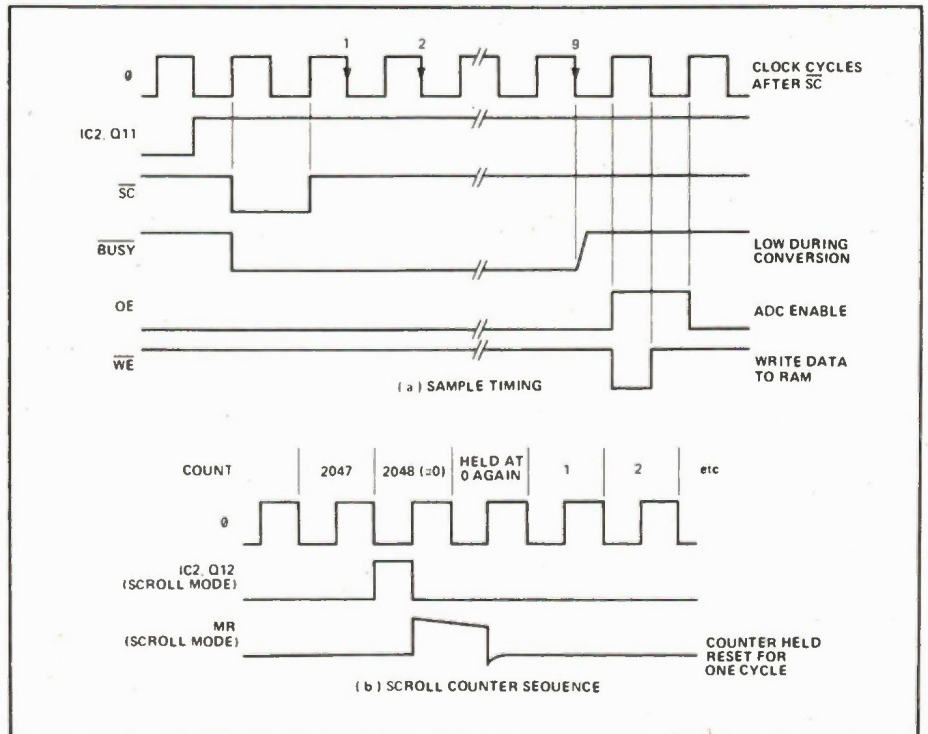 1 2 9
ø
CLOCK CYCLES
AFTER SC
IC2, Q11
SC
BUSY
LOW DURING
CONVERSION
OE
ADC ENABLE
WE
WRITE DATA
TO RAM
(a) SAMPLE TIMING
COUNT 2047 2048 (≡0) HELD AT 0 AGAIN 1 2 etc
ø
IC2, Q12
(SCROLL MODE)
MR
(SCROLL MODE)
COUNTER HELD
RESET FOR
ONE CYCLE
(b) SCROLL COUNTER SEQUENCE